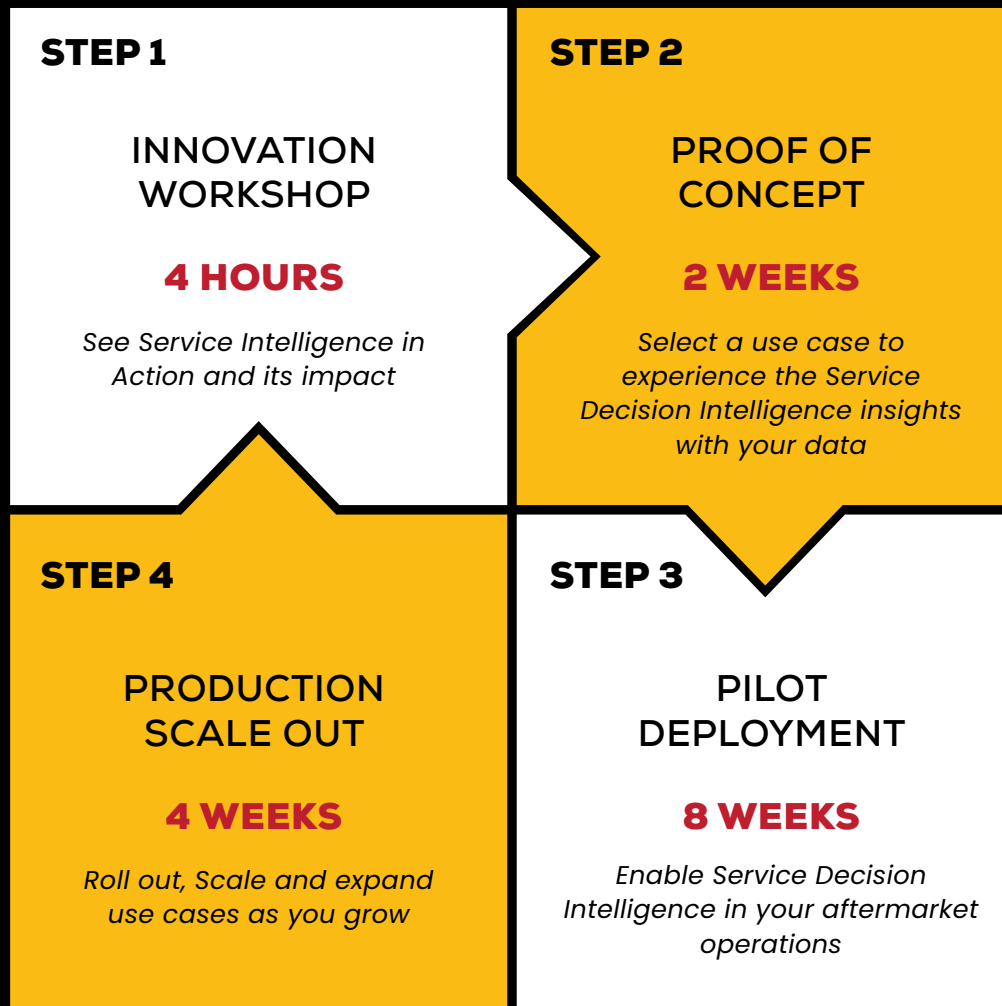 STEP 1
INNOVATION
WORKSHOP
4 HOURS
See Service Intelligence in
Action and its impact
STEP 2
PROOF OF
CONCEPT
2 WEEKS
Select a use case to
experience the Service
Decision Intelligence insights
with your data
STEP 3
PILOT
DEPLOYMENT
8 WEEKS
Enable Service Decision
Intelligence in your aftermarket
operations
STEP 4
PRODUCTION
SCALE OUT
4 WEEKS
Roll out, Scale and expand
use cases as you grow